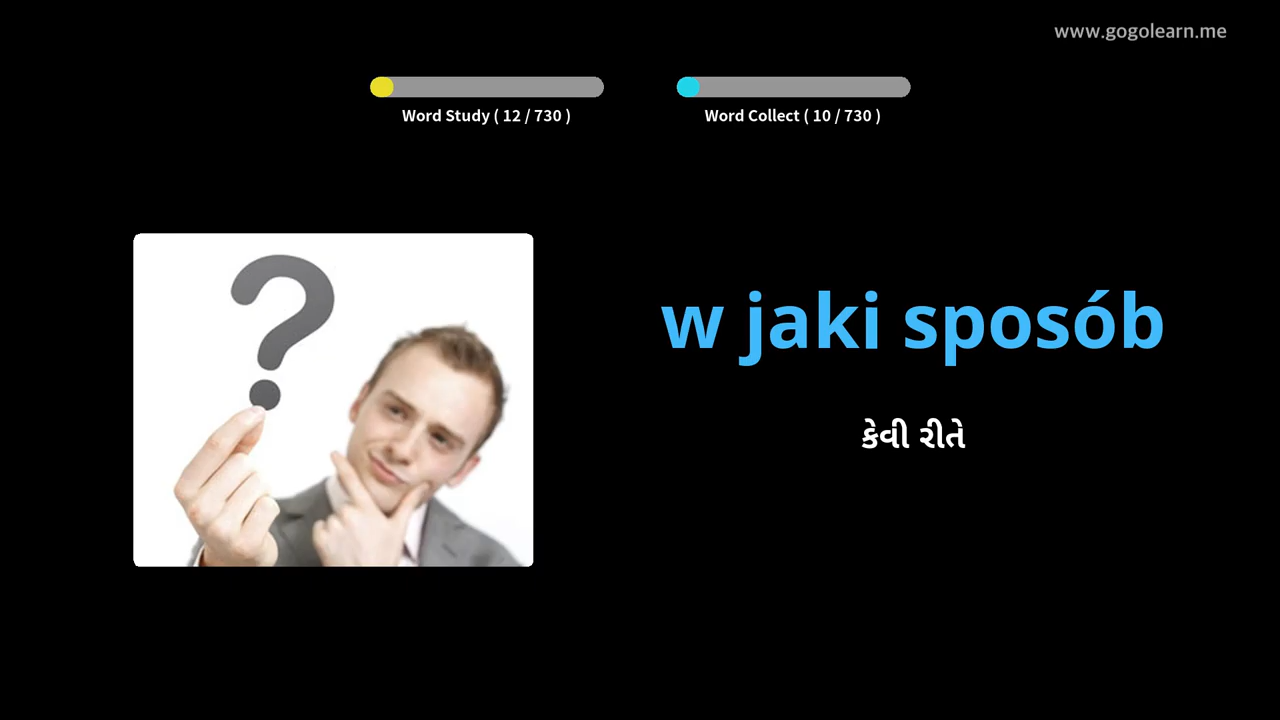 www.gogolearn.me
Word Study ( 12 / 730 )
Word Collect ( 10 / 730 )
w jaki sposób
કેવી રીતે